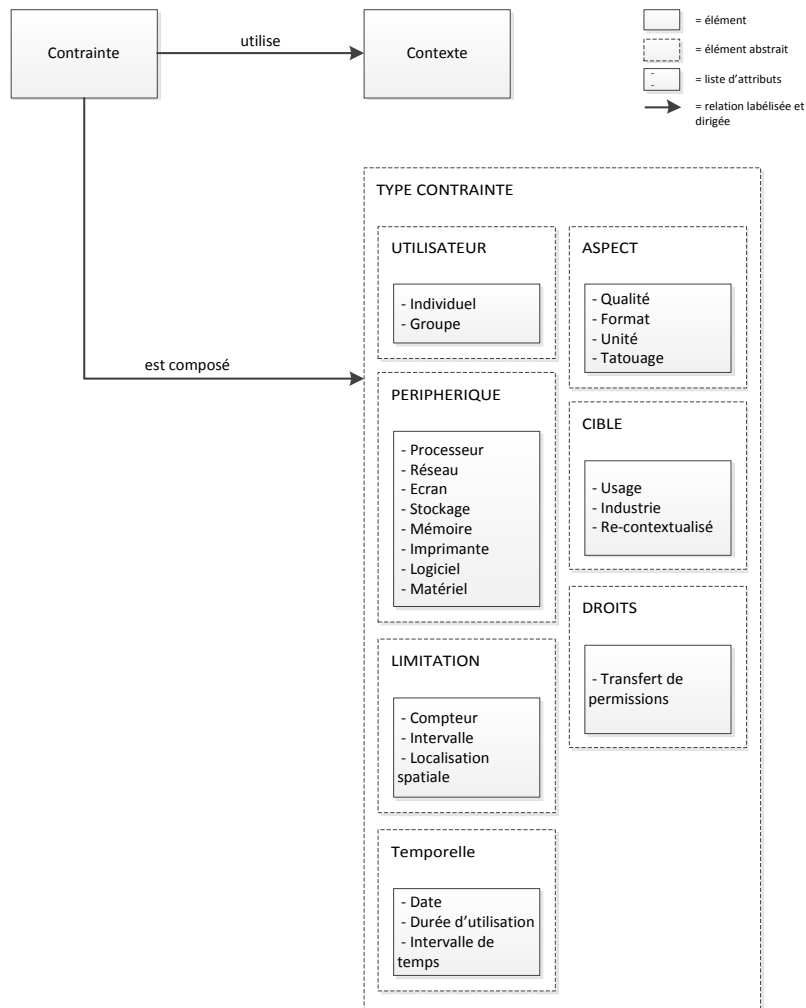 Contrainte
utilise
Contexte
= élément
= élément abstrait
-
-
= liste d'attributs
= relation labélisée et
dirigée
est composé
TYPE CONTRAINTE
UTILISATEUR
- Individuel
- Groupe
PERIPHERIQUE
- Processeur
- Réseau
- Ecran
- Stockage
- Mémoire
- Imprimante
- Logiciel
- Matériel
LIMITATION
- Compteur
- Intervalle
- Localisation
spatiale
Temporelle
- Date
- Durée d'utilisation
- Intervalle de
temps
ASPECT
- Qualité
- Format
- Unité
- Tatouage
CIBLE
- Usage
- Industrie
- Re-contextualisé
DROITS
- Transfert de
permissions